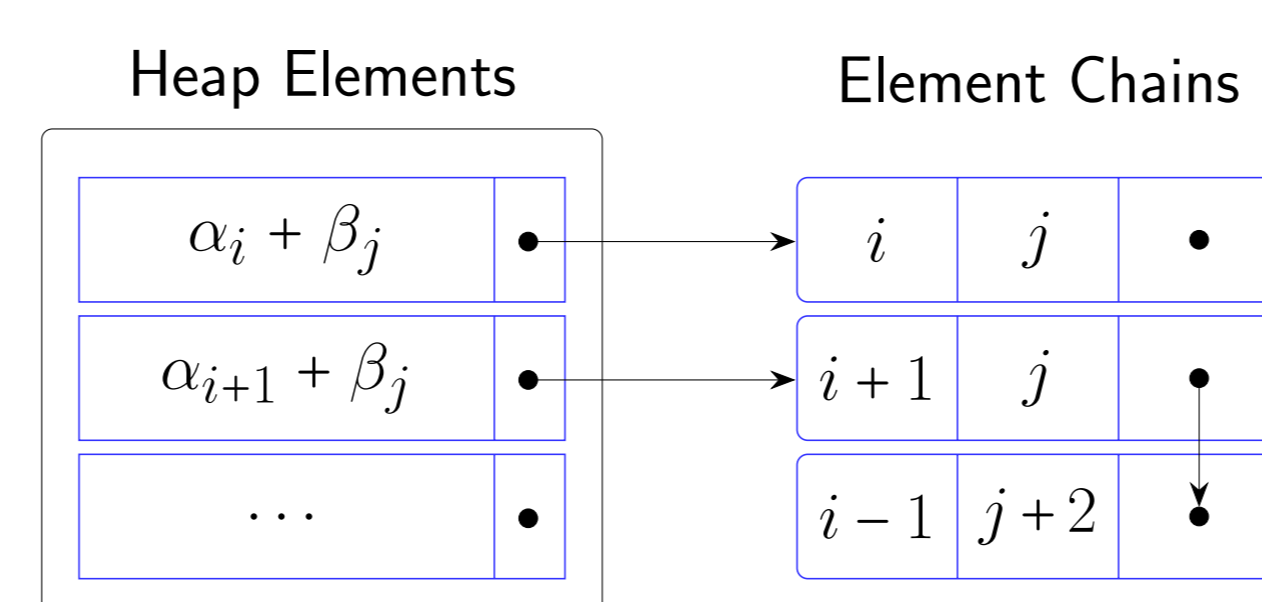 Heap Elements
Element Chains
αᵢ + βⱼ
i j
αᵢ₊₁ + βⱼ
i + 1 j
···
i − 1 j + 2